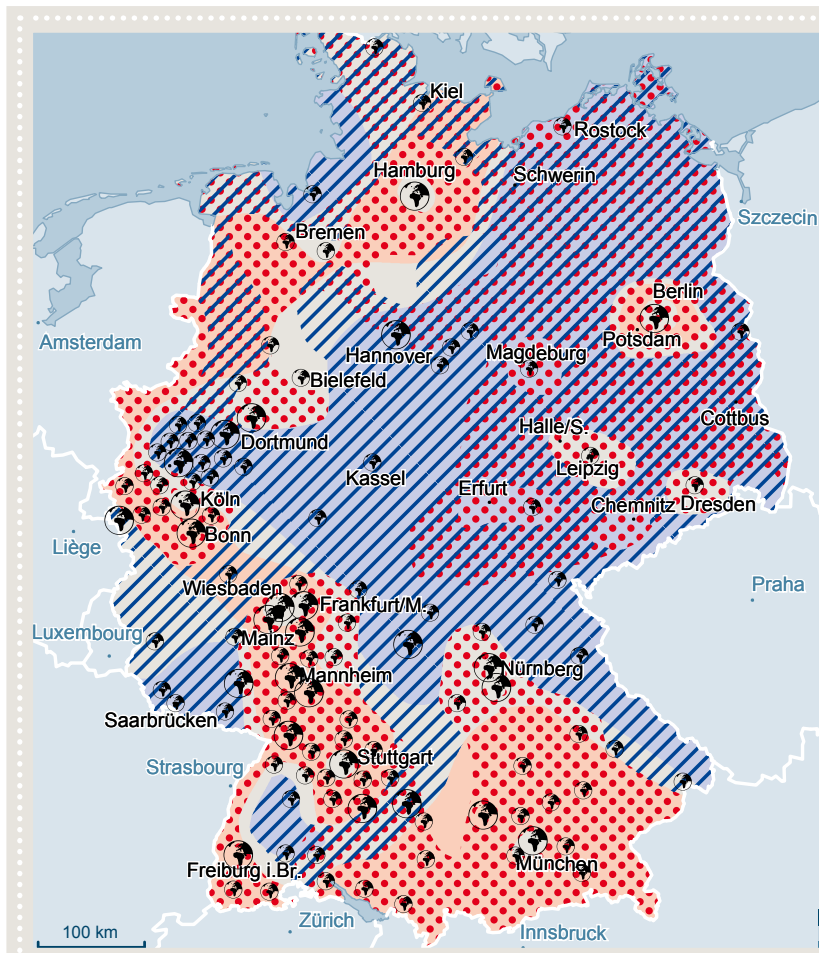 Kiel
Rostock
Hamburg
Schwerin
Szczecin
Bremen
Berlin
Amsterdam
Hannover
Magdeburg
Potsdam
Bielefeld
Dortmund
Halle/S.
Cottbus
Leipzig
Kassel
Erfurt
Köln
Chemnitz
Dresden
Bonn
Liège
Wiesbaden
Praha
Frankfurt/M.
Luxembourg
Mainz
Nürnberg
Mannheim
Saarbrücken
Stuttgart
Strasbourg
München
Freiburg i.Br.
Zürich
Innsbruck
100 km